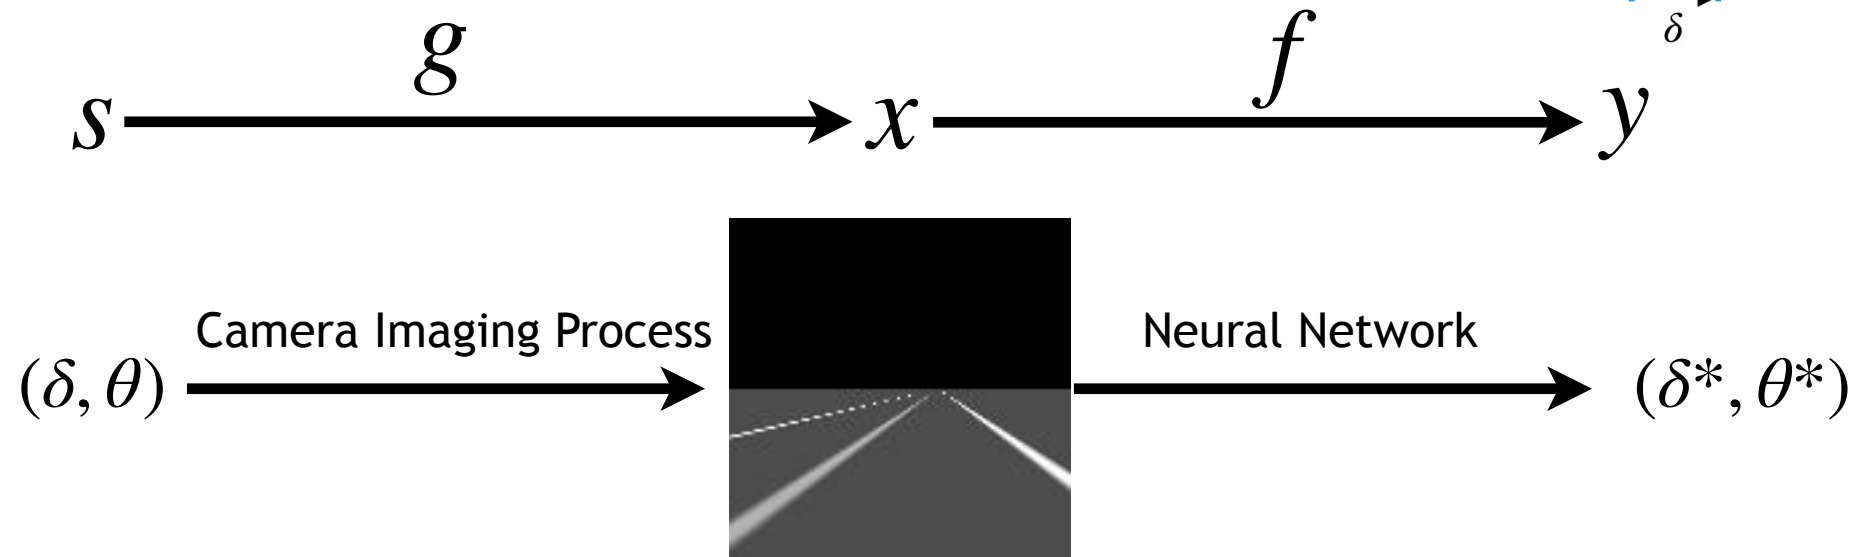 δ
g f
s x y
Camera Imaging Process Neural Network
(δ, θ) (δ*, θ*)